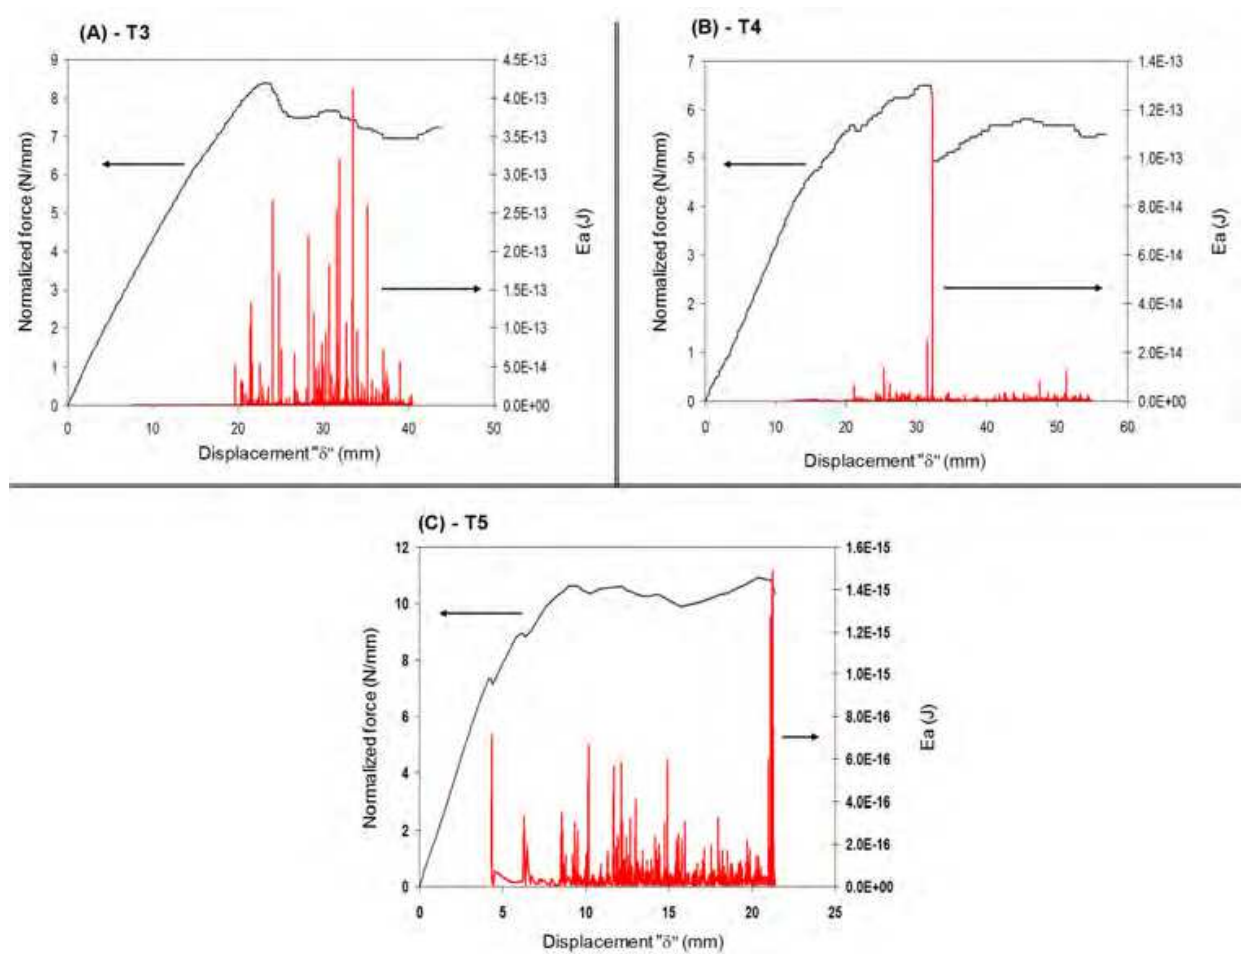 (A) - T3
9
8
7
6
5
4
3
2
1
0
Normalized force (N/mm)
4.5E-13
4.0E-13
3.5E-13
3.0E-13
2.5E-13
2.0E-13
1.5E-13
1.0E-13
5.0E-14
0.0E+00
Ea (J)
0 10 20 30 40 50
Displacement "δ" (mm)
(B) - T4
7
6
5
4
3
2
1
0
Normalized force (N/mm)
1.4E-13
1.2E-13
1.0E-13
8.0E-14
6.0E-14
4.0E-14
2.0E-14
0.0E+00
Ea (J)
0 10 20 30 40 50 60
Displacement "δ" (mm)
(C) - T5
12
10
8
6
4
2
0
Normalized force (N/mm)
1.6E-15
1.4E-15
1.2E-15
1.0E-15
8.0E-16
6.0E-16
4.0E-16
2.0E-16
0.0E+00
Ea (J)
0 5 10 15 20 25
Displacement "δ" (mm)